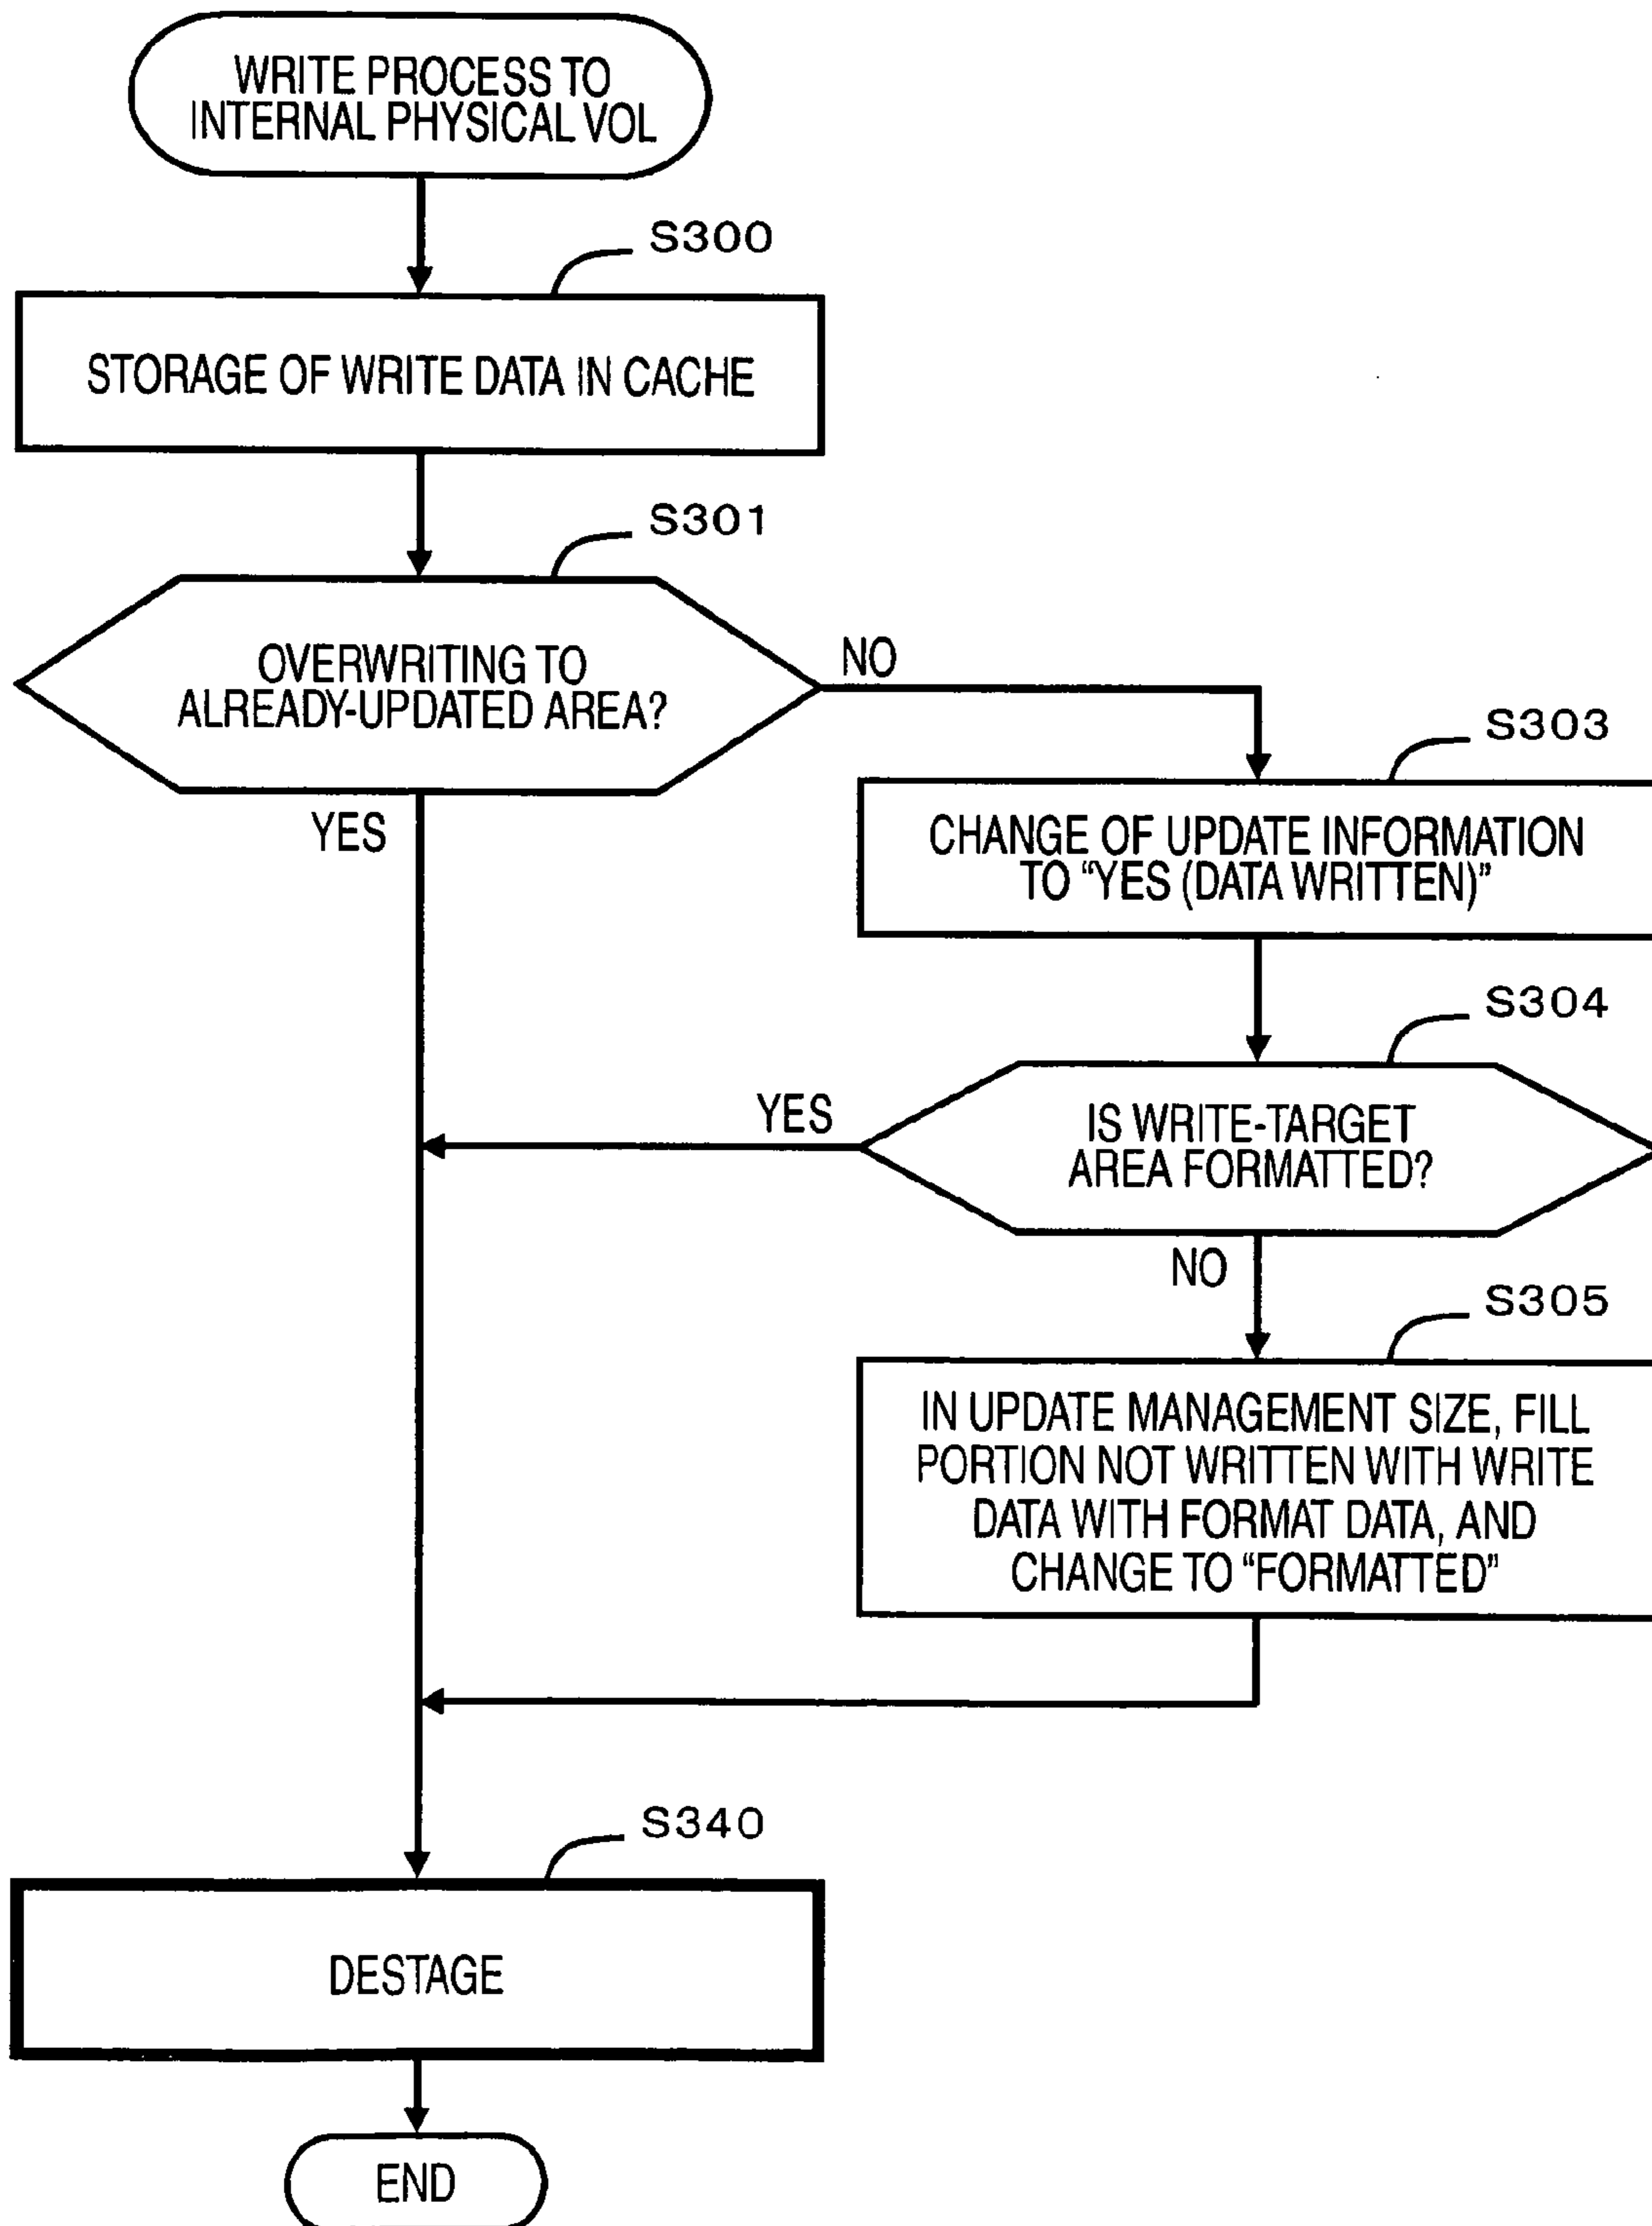 WRITE PROCESS TO
INTERNAL PHYSICAL VOL
S300
STORAGE OF WRITE DATA IN CACHE
S301
OVERWRITING TO
ALREADY-UPDATED AREA?
NO
YES
S303
CHANGE OF UPDATE INFORMATION
TO “YES (DATA WRITTEN)”
S304
IS WRITE-TARGET
AREA FORMATTED?
YES
NO
S305
IN UPDATE MANAGEMENT SIZE, FILL
PORTION NOT WRITTEN WITH WRITE
DATA WITH FORMAT DATA, AND
CHANGE TO “FORMATTED”
S340
DESTAGE
END